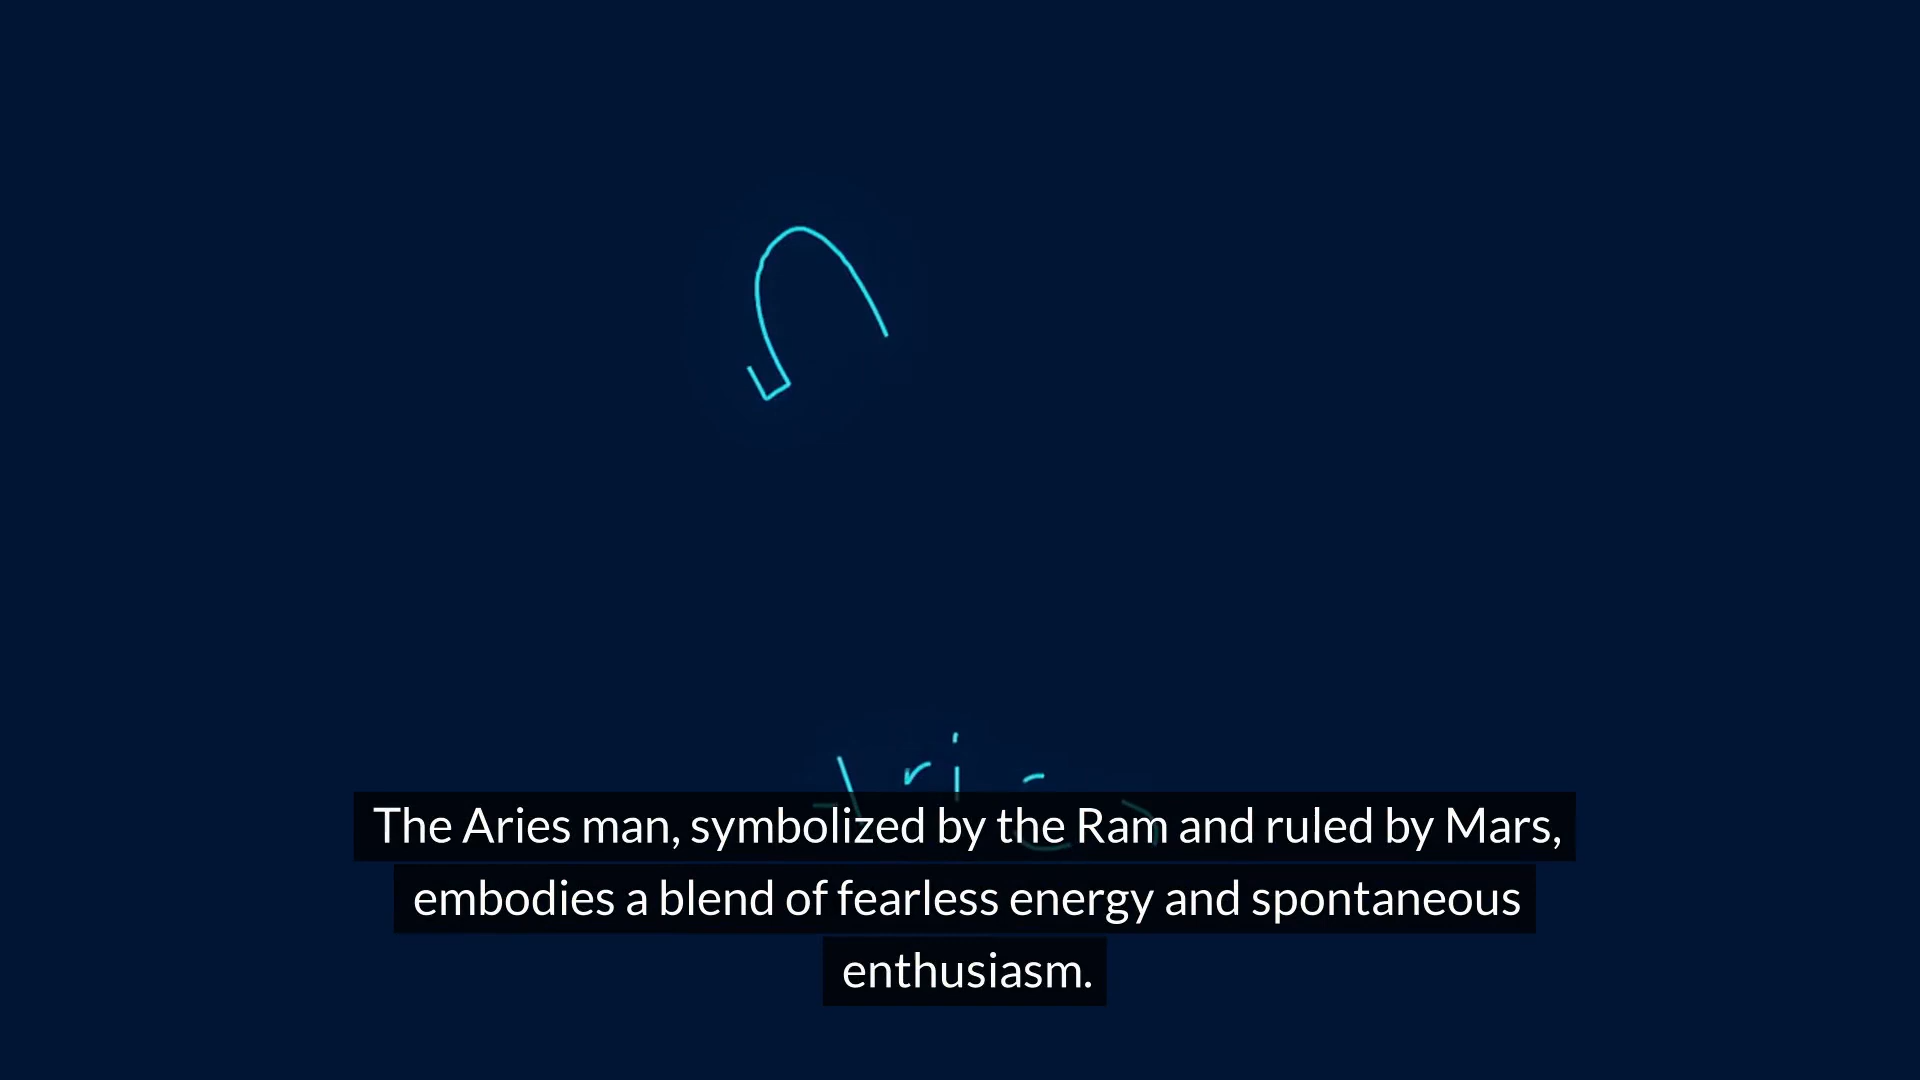 Aries
The Aries man, symbolized by the Ram and ruled by Mars,
embodies a blend of fearless energy and spontaneous
enthusiasm.